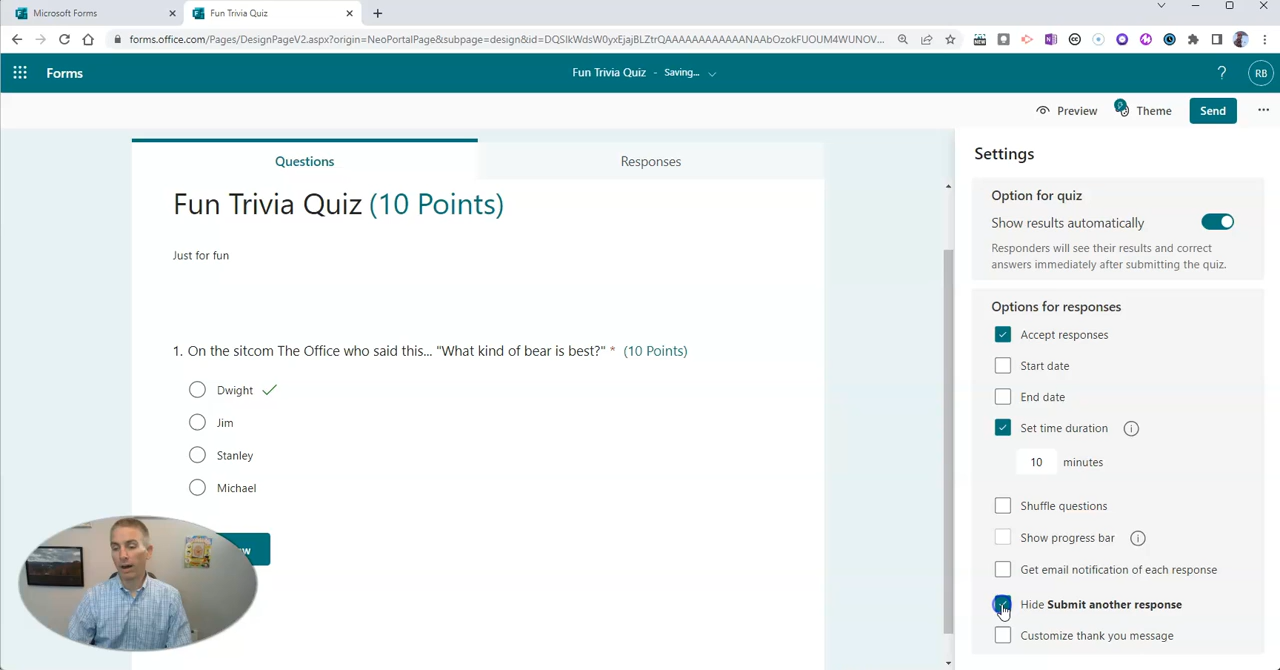 Microsoft Forms
Fun Trivia Quiz
forms.office.com/Pages/DesignPageV2.aspx?origin=NeoPortalPage&subpage=design&id=DQSIkWdsW0yxEjajBLZtrQAAAAAAAAAAAANAAbOzokFUOUM4WUNOV...
Forms
Fun Trivia Quiz - Saving...
?
RB
Preview
Theme
Send
Questions
Responses
Fun Trivia Quiz (10 Points)
Just for fun
1. On the sitcom The Office who said this... "What kind of bear is best?" * (10 Points)
Dwight
Jim
Stanley
Michael
Settings
Option for quiz
Show results automatically
Responders will see their results and correct
answers immediately after submitting the quiz.
Options for responses
Accept responses
Start date
End date
Set time duration
10 minutes
Shuffle questions
Show progress bar
Get email notification of each response
Hide Submit another response
Customize thank you message